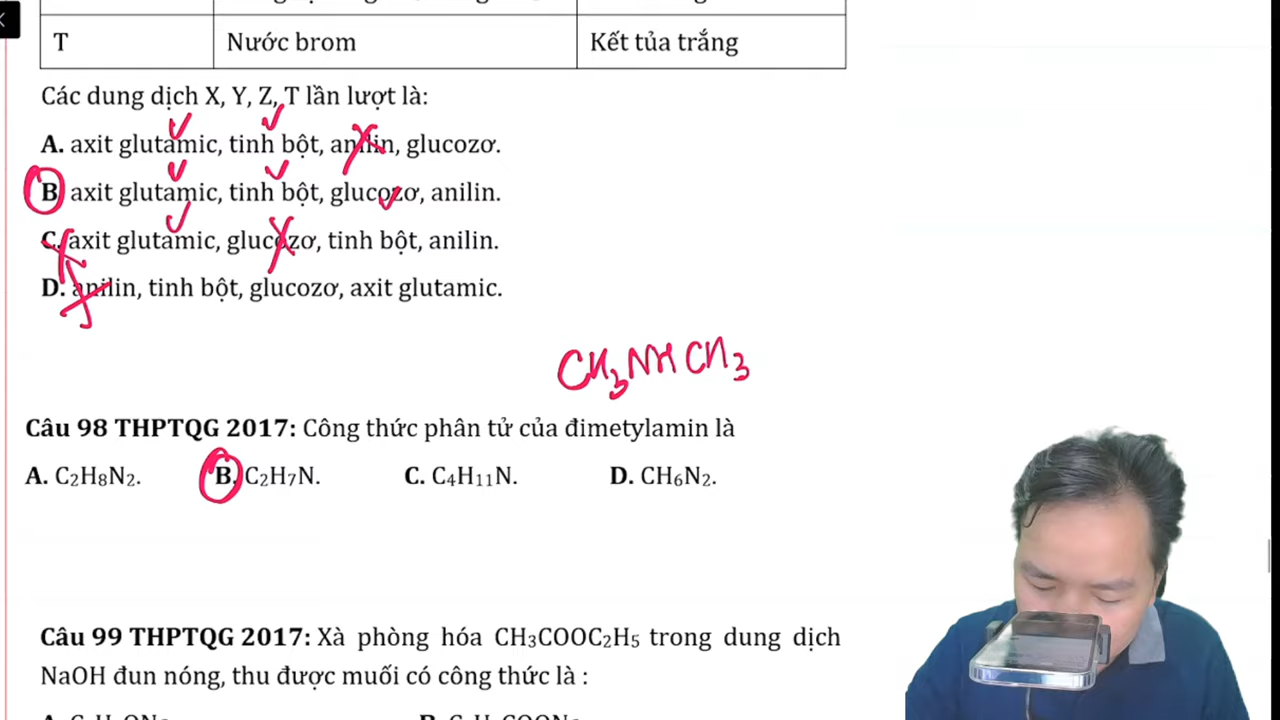 T Nước brom Kết tủa trắng
Các dung dịch X, Y, Z, T lần lượt là:
A. axit glutamic, tinh bột, anilin, glucozơ.
B. axit glutamic, tinh bột, glucozơ, anilin.
C. axit glutamic, glucozơ, tinh bột, anilin.
D. anilin, tinh bột, glucozơ, axit glutamic.
CH3NHCH3
Câu 98 THPTQG 2017: Công thức phân tử của đimetylamin là
A. C2H8N2. B. C2H7N. C. C4H11N. D. CH6N2.
Câu 99 THPTQG 2017: Xà phòng hóa CH3COOC2H5 trong dung dịch
NaOH đun nóng, thu được muối có công thức là :